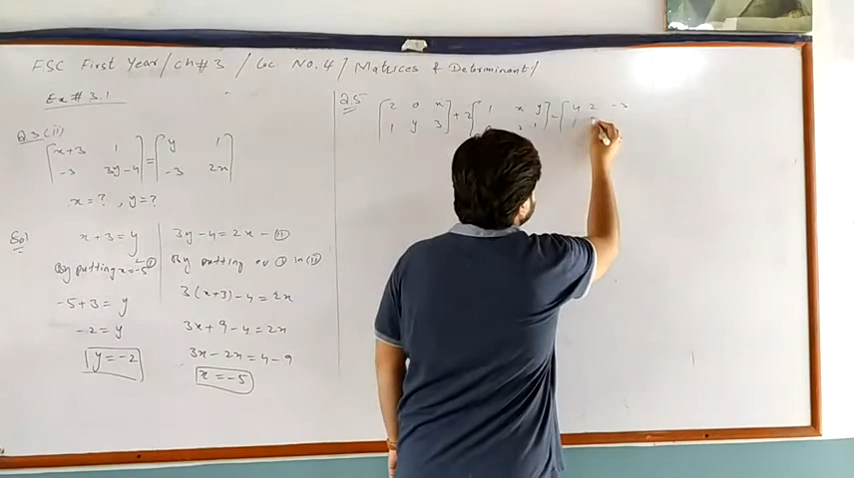 FSC First Year/ Ch# 3 / Lec No. 4/ Matrices & Determinant/
Ex # 3.1
Q.3(ii)
[x+3 1] = [y 1]
[-3 3y-4] [-3 2x]
x=? , y=?
Sol
x+3=y
By putting x=-5
-5+3=y
-2=y
y=-2
3y-4=2x-(ii)
By putting eq (i) in (ii)
3(x+3)-4=2x
3x+9-4=2x
3x-2x=4-9
x=-5
Q.5
[2 0 x] + 2[1 x y] = [4 2 -3
[1 y 3]